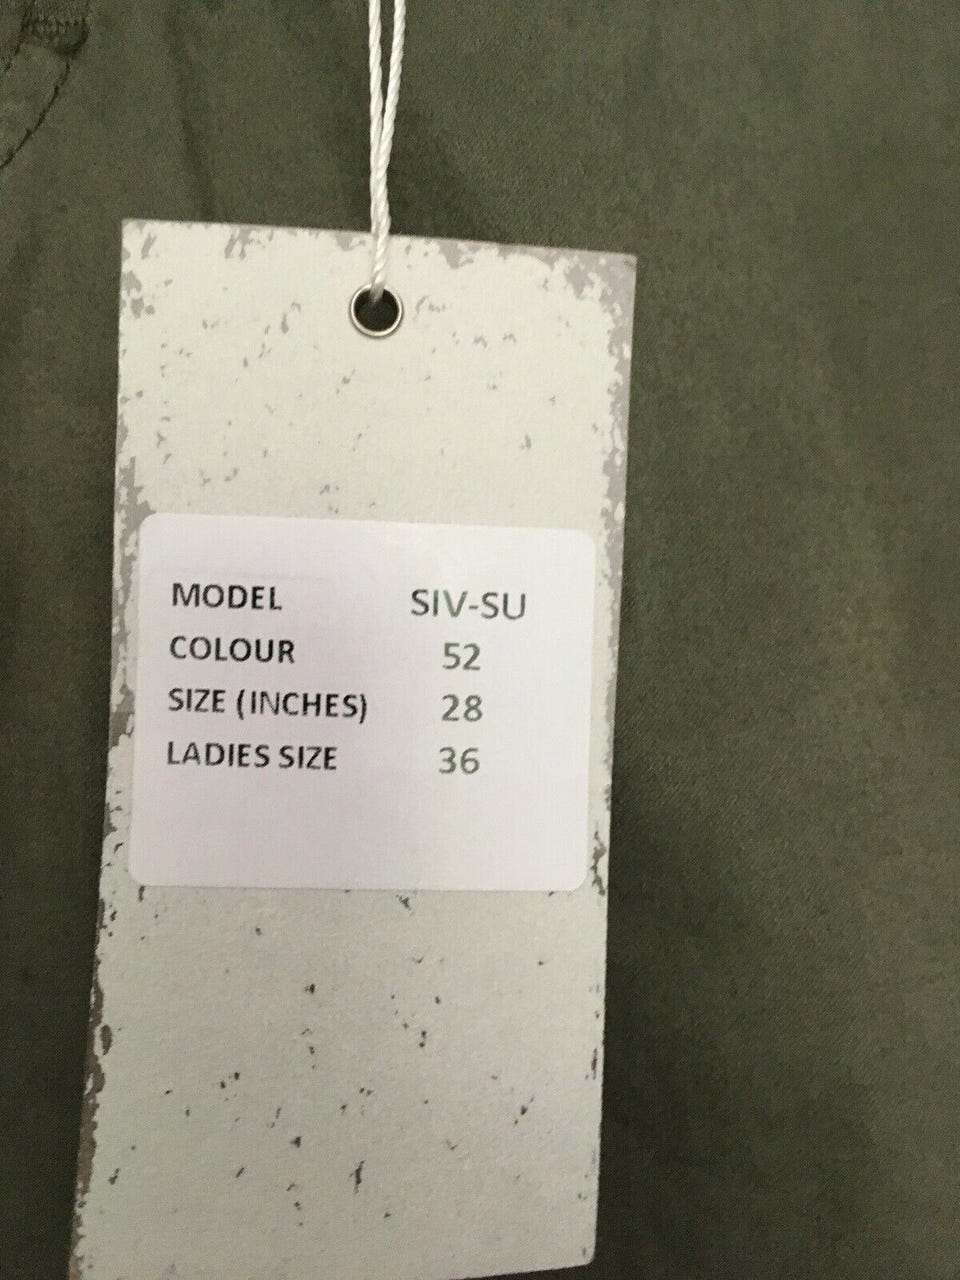 MODEL SIV-SU
COLOUR 52
SIZE (INCHES) 28
LADIES SIZE 36